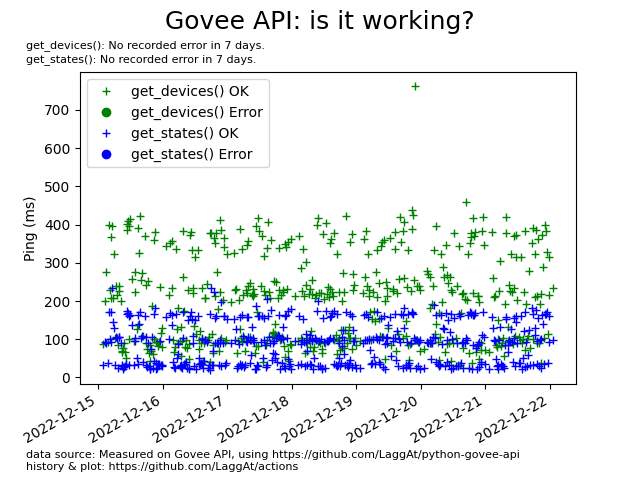 Govee API: is it working?
get_devices(): No recorded error in 7 days.
get_states(): No recorded error in 7 days.
get_devices() OK
get_devices() Error
get_states() OK
get_states() Error
Ping (ms)
700
600
500
400
300
200
100
0
2022-12-15
2022-12-16
2022-12-17
2022-12-18
2022-12-19
2022-12-20
2022-12-21
2022-12-22
data source: Measured on Govee API, using https://github.com/LaggAt/python-govee-api
history & plot: https://github.com/LaggAt/actions